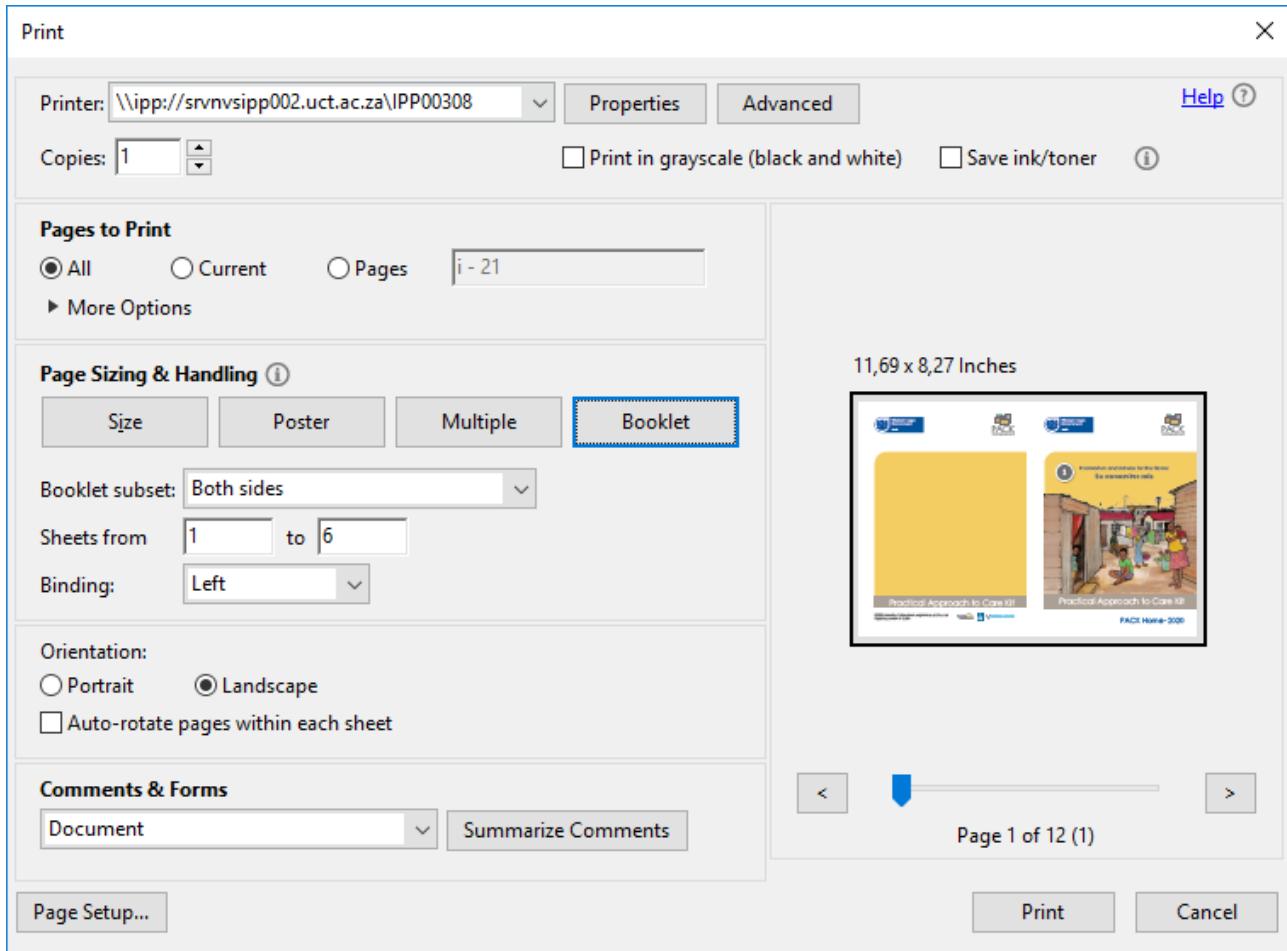 Print
Printer: \\ipp://srvnvsipp002.uct.ac.za\IPP00308 Properties Advanced Help ?
Copies: 1 Print in grayscale (black and white) Save ink/toner i
Pages to Print
All Current Pages i - 21
More Options
Page Sizing & Handling i
Size Poster Multiple Booklet
Booklet subset: Both sides
Sheets from 1 to 6
Binding: Left
Orientation:
Portrait Landscape
Auto-rotate pages within each sheet
Comments & Forms
Document Summarize Comments
11,69 x 8,27 Inches
PACK PACK
1
Practical Approach to Care Kit Practical Approach to Care Kit
PACK Home- 2020
< >
Page 1 of 12 (1)
Page Setup... Print Cancel